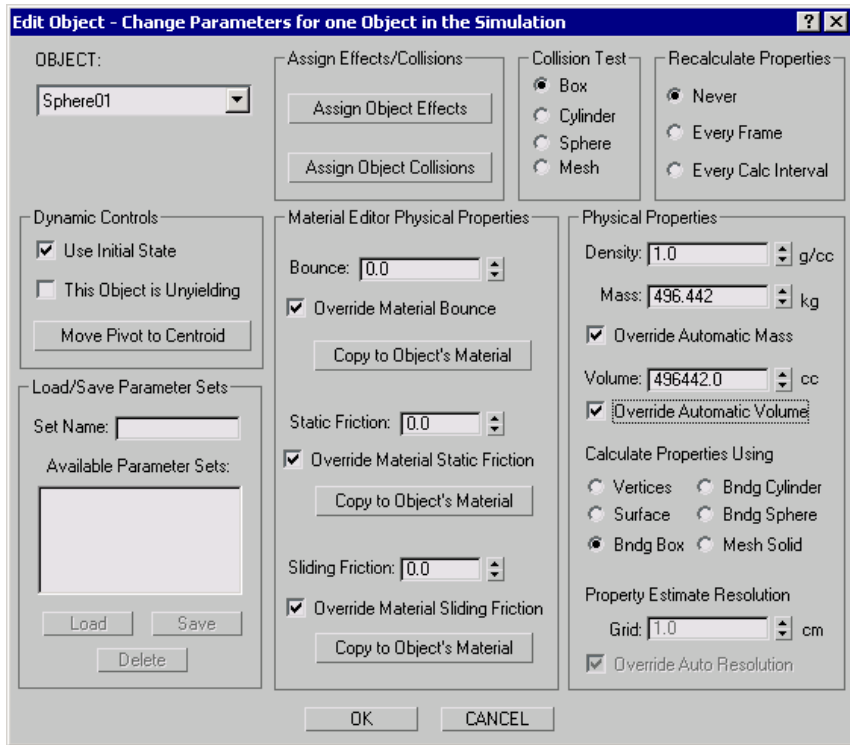 Edit Object - Change Parameters for one Object in the Simulation
OBJECT:
Sphere01
Assign Effects/Collisions
Assign Object Effects
Assign Object Collisions
Collision Test
Box
Cylinder
Sphere
Mesh
Recalculate Properties
Never
Every Frame
Every Calc Interval
Dynamic Controls
Use Initial State
This Object is Unyielding
Move Pivot to Centroid
Load/Save Parameter Sets
Set Name:
Available Parameter Sets:
Load Save
Delete
Material Editor Physical Properties
Bounce: 0.0
Override Material Bounce
Copy to Object's Material
Static Friction: 0.0
Override Material Static Friction
Copy to Object's Material
Sliding Friction: 0.0
Override Material Sliding Friction
Copy to Object's Material
Physical Properties
Density: 1.0 g/cc
Mass: 496.442 kg
Override Automatic Mass
Volume: 496442.0 cc
Override Automatic Volume
Calculate Properties Using
Vertices Bndg Cylinder
Surface Bndg Sphere
Bndg Box Mesh Solid
Property Estimate Resolution
Grid: 1.0 cm
Override Auto Resolution
OK CANCEL